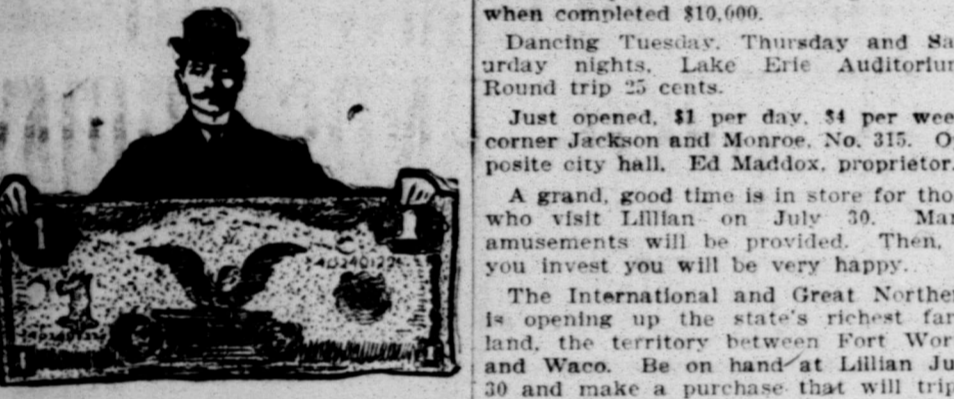 1
1
1
when completed $10,000.
Dancing Tuesday, Thursday and Sa
urday nights, Lake Erie Auditoriu
Round trip 25 cents.
Just opened, $1 per day, $4 per wee
corner Jackson and Monroe, No. 315. O
posite city hall. Ed Maddox, proprietor.
A grand, good time is in store for tho
who visit Lillian on July 30. Ma
amusements will be provided. Then,
you invest you will be very happy.
The International and Great Northe
is opening up the state's richest far
land, the territory between Fort Wor
and Waco. Be on hand at Lillian Ju
30 and make a purchase that will trip